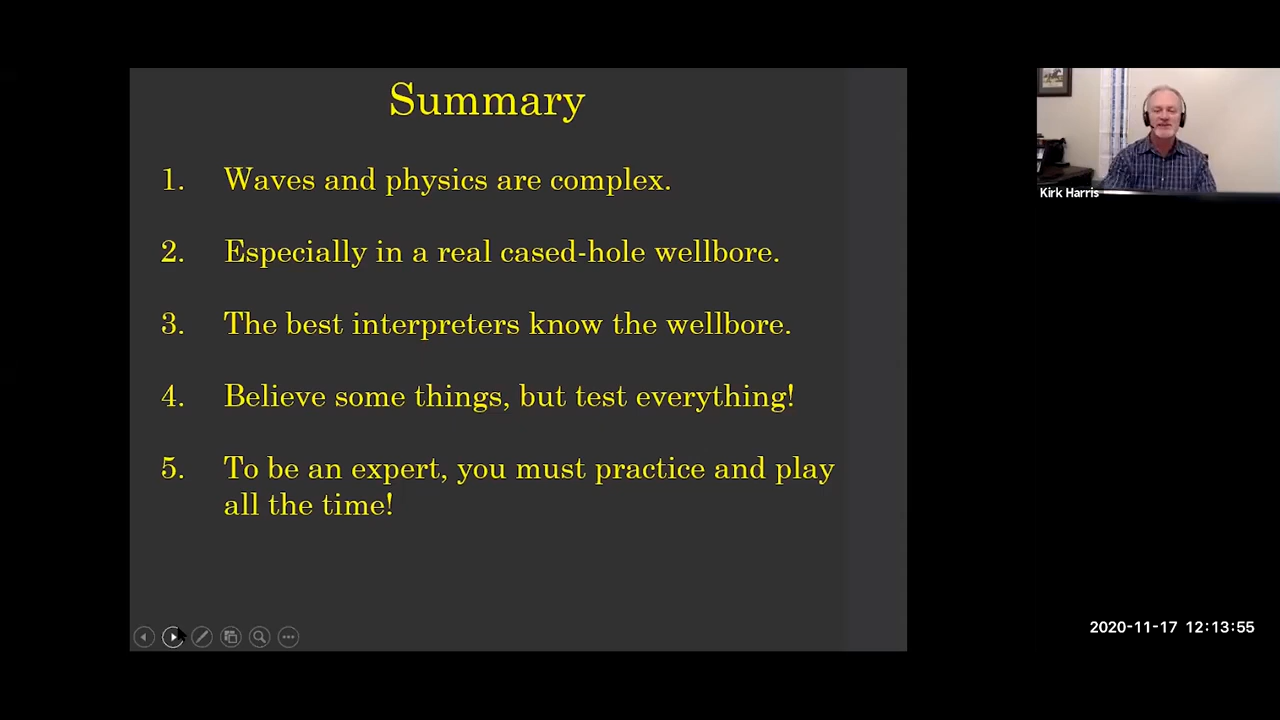 Summary
1. Waves and physics are complex.
2. Especially in a real cased-hole wellbore.
3. The best interpreters know the wellbore.
4. Believe some things, but test everything!
5. To be an expert, you must practice and play
all the time!
Kirk Harris
2020-11-17 12:13:55